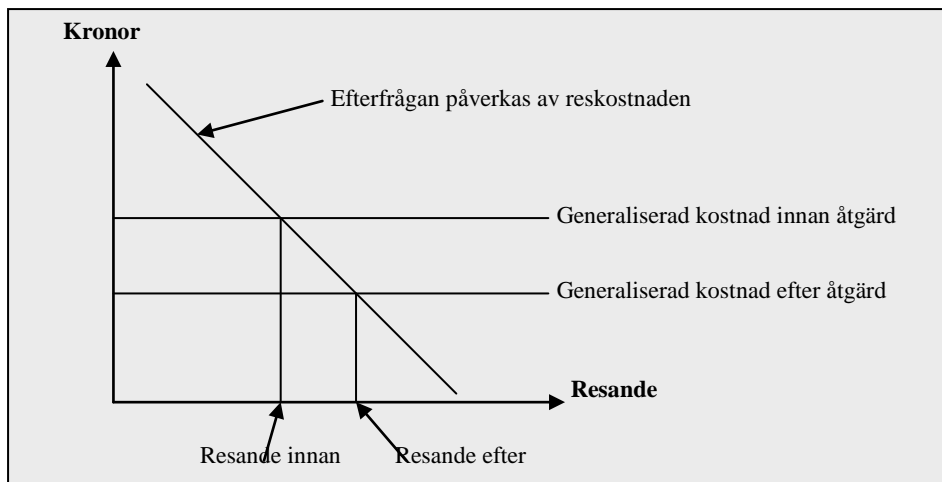 Kronor
Efterfrågan påverkas av reskostnaden
Generaliserad kostnad innan åtgärd
Generaliserad kostnad efter åtgärd
Resande
Resande innan
Resande efter